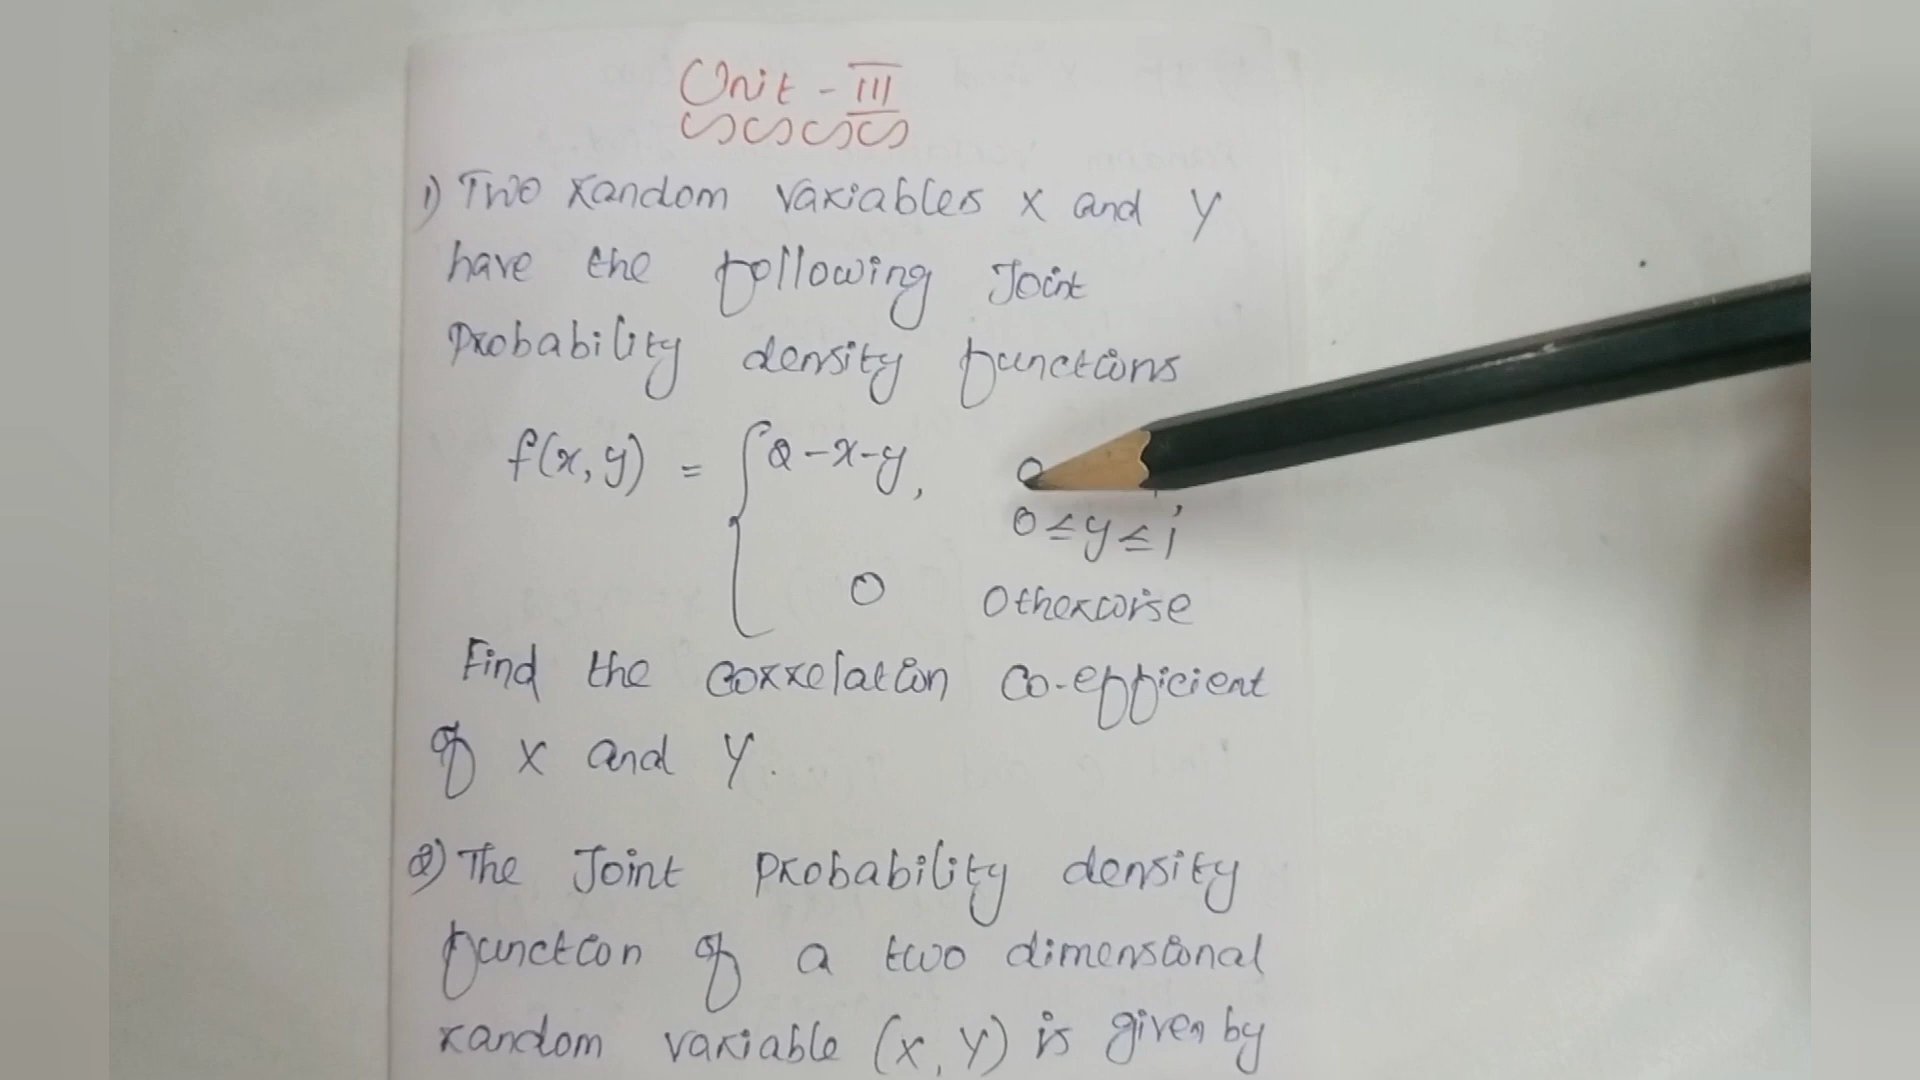 Unit - III
1) Two random variables X and Y
have the following Joint
Probability density functions
f(x, y) = { 2 - x - y, 0
0 ≤ y ≤ 1
0 otherwise
Find the correlation co-efficient
of X and Y.
2) The Joint probability density
function of a two dimensional
random variable (X, Y) is given by